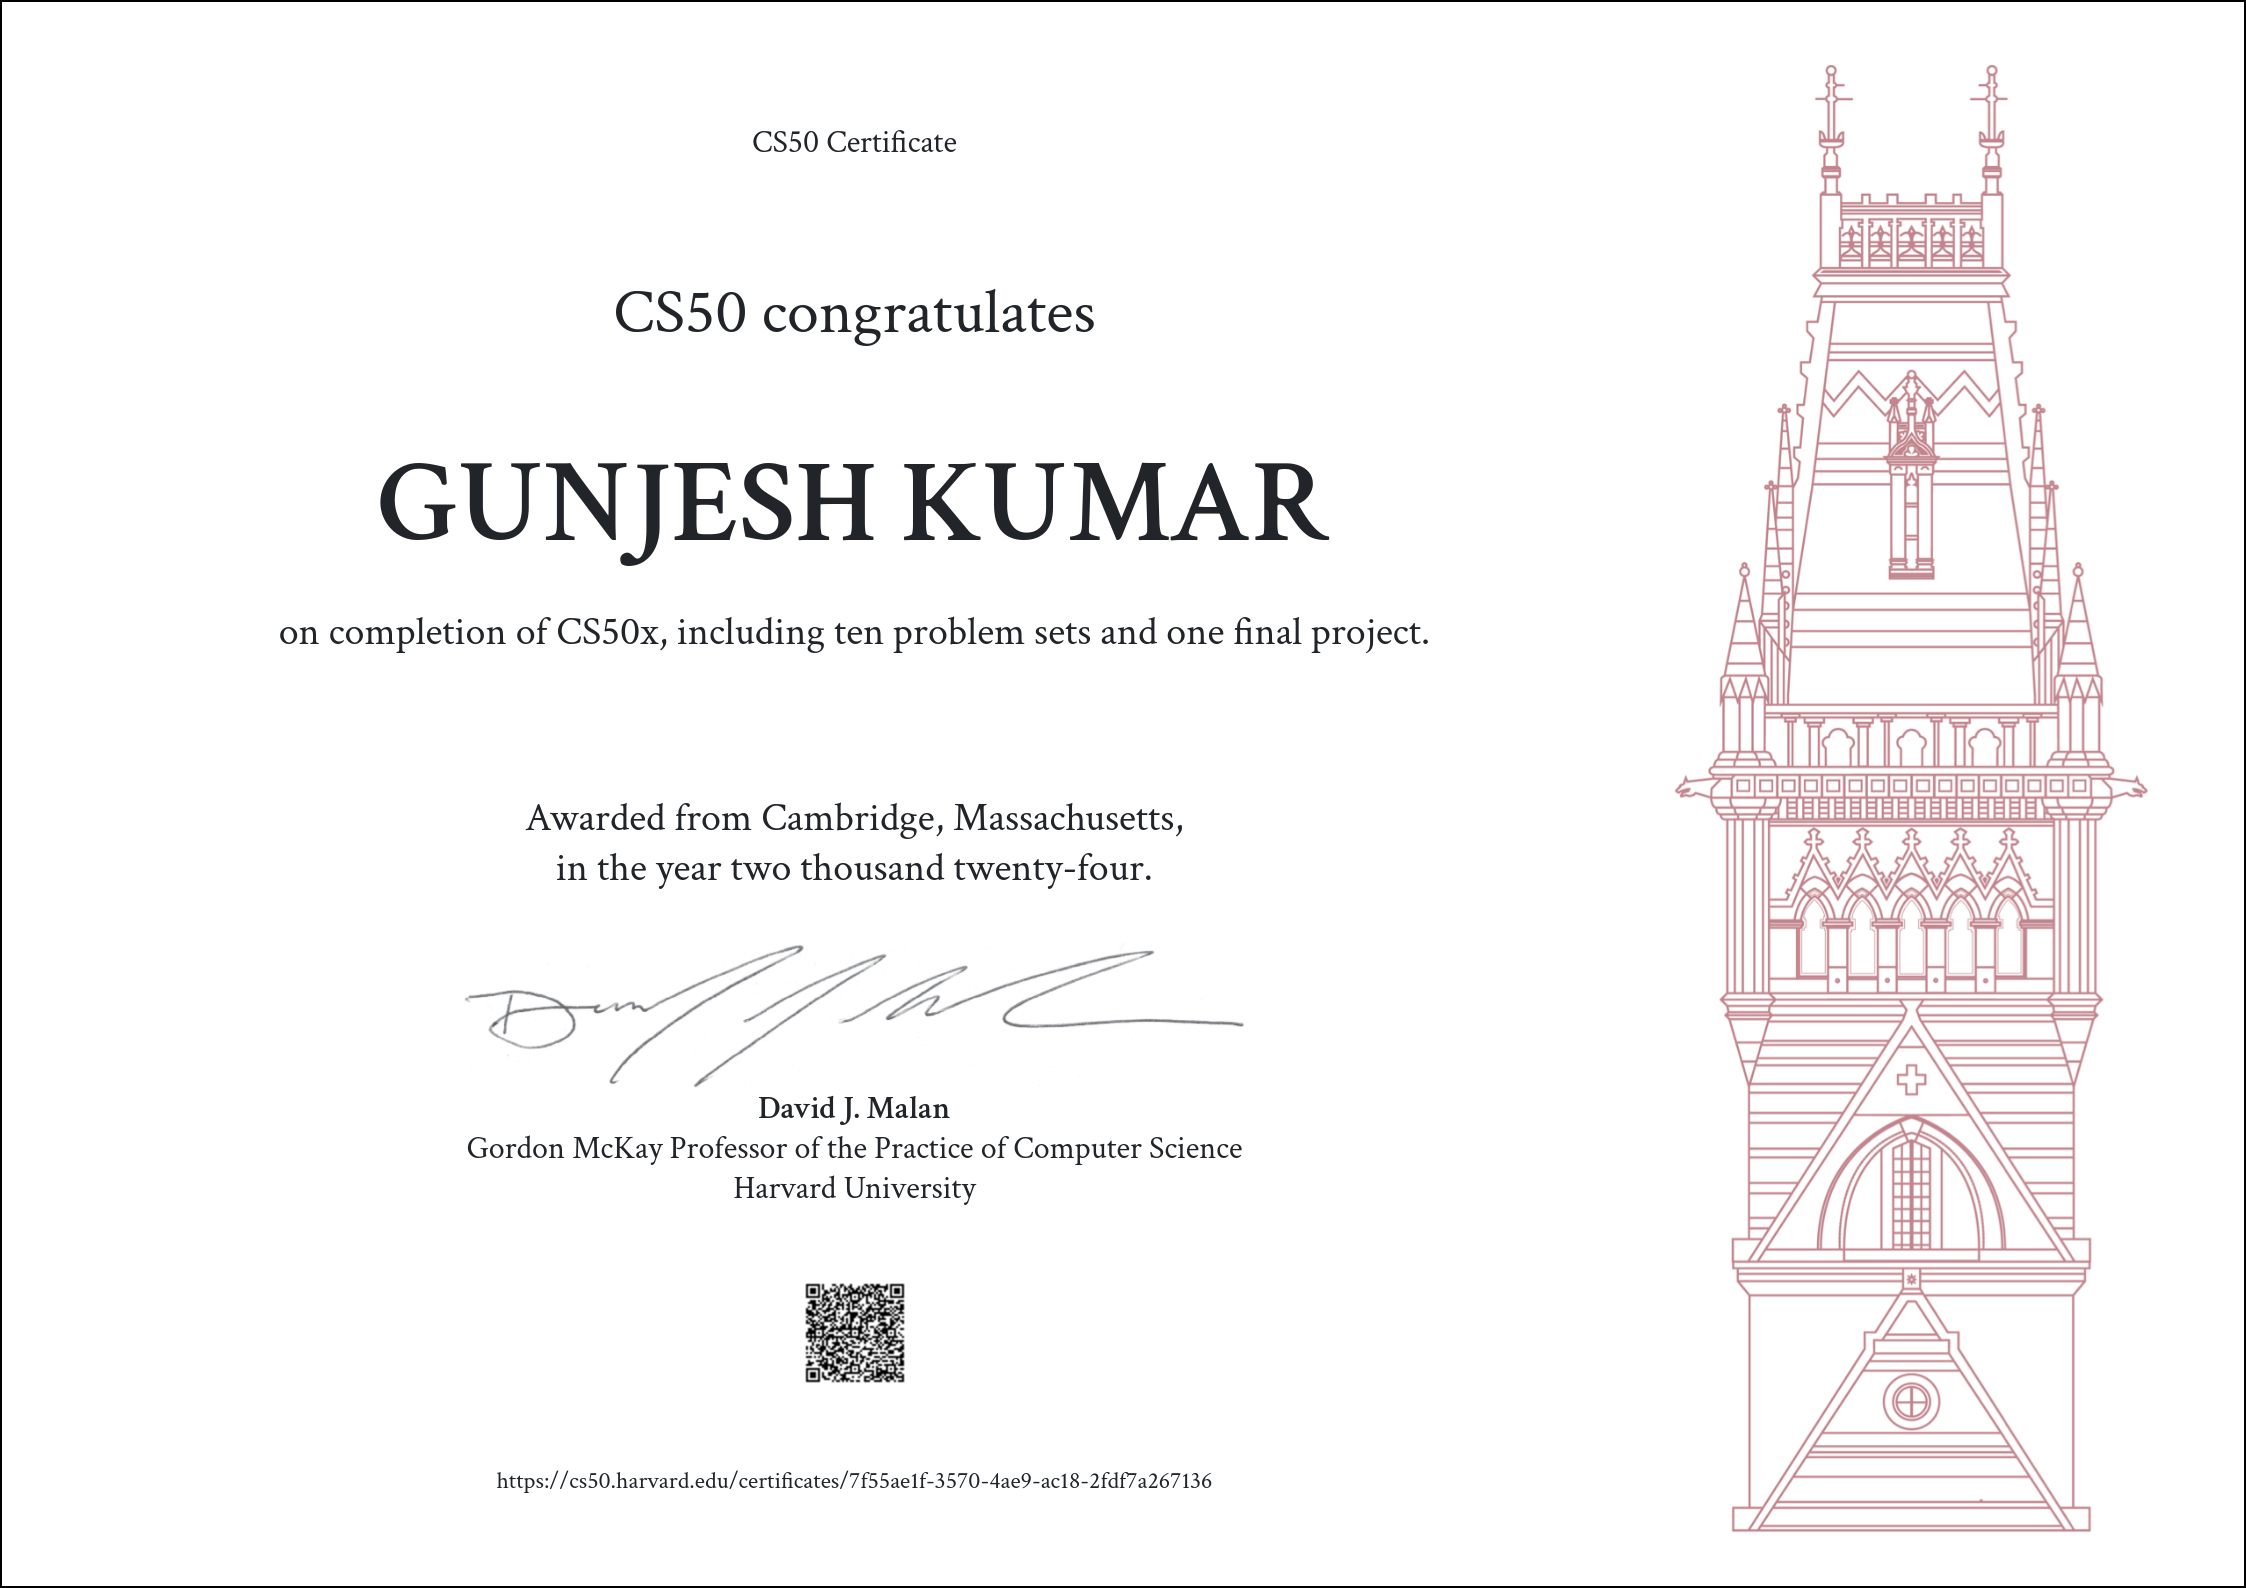 CS50 Certificate
CS50 congratulates
GUNJESH KUMAR
on completion of CS50x, including ten problem sets and one final project.
Awarded from Cambridge, Massachusetts,
in the year two thousand twenty-four.
David J. Malan
Gordon McKay Professor of the Practice of Computer Science
Harvard University
https://cs50.harvard.edu/certificates/7f55ae1f-3570-4ae9-ac18-2fdf7a267136